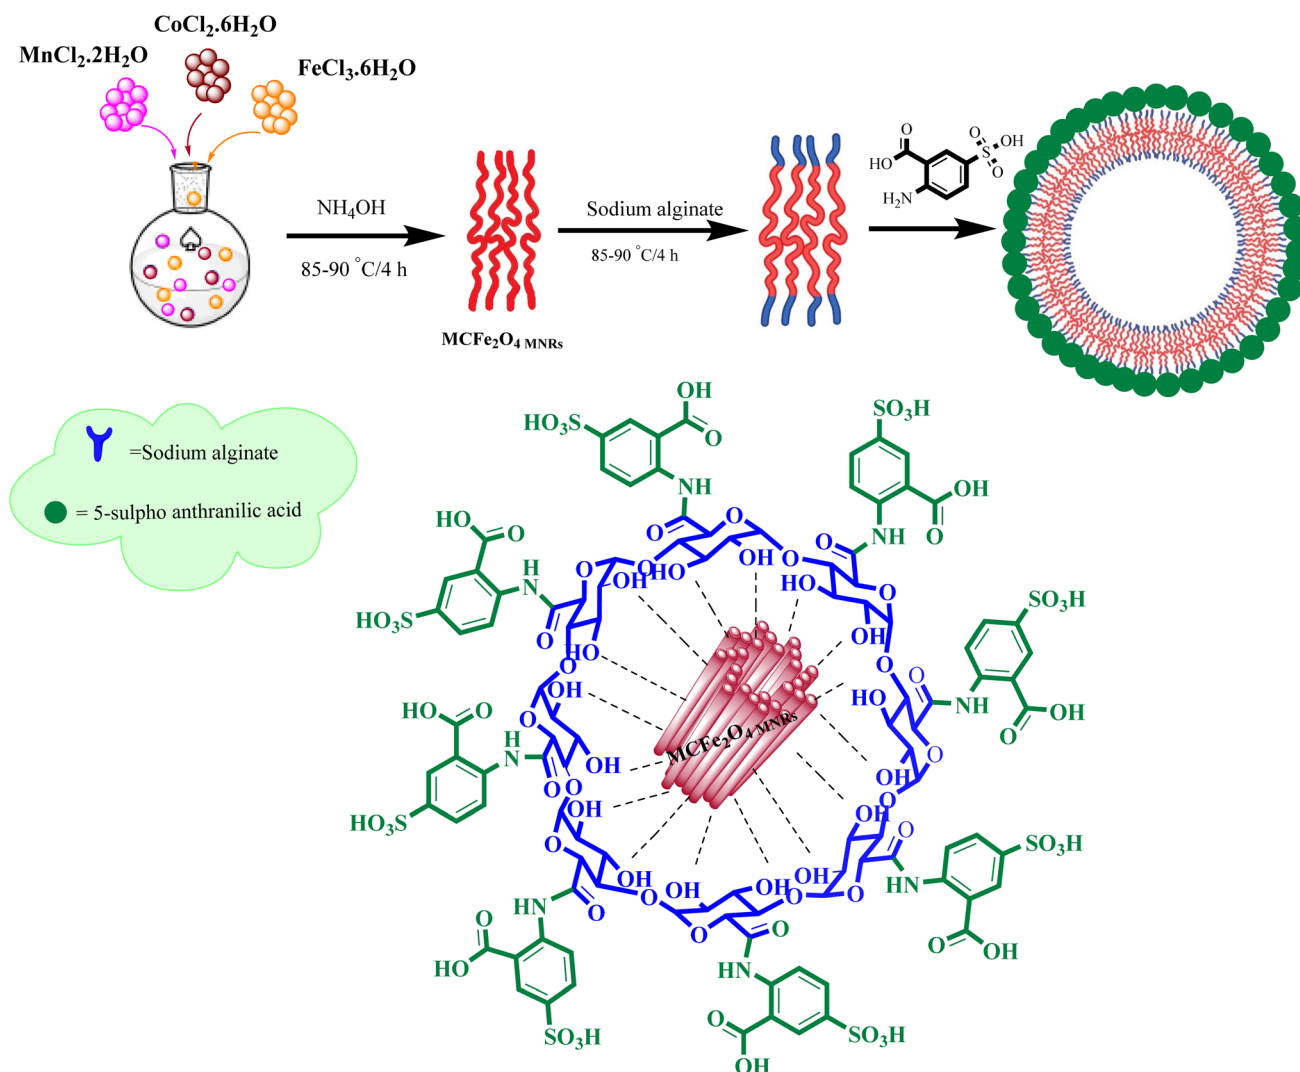 CoCl₂.6H₂O
MnCl₂.2H₂O
FeCl₃.6H₂O
NH₄OH
85-90 °C/4 h
MCFe₂O₄ MNRs
Sodium alginate
85-90 °C/4 h
O
HO
H₂N
O
S
OH
O
=Sodium alginate
= 5-sulpho anthranilic acid
OH
HO₃S
O
NH
O
O
SO₃H
OH
O
NH
O
O
HO
OH
O
HO
O
HO₃S
H
N
O
O
OH
HO
O
HO
O
OH
SO₃H
O
HN
OH
O
O
HO
OH
O
HO
O
HO₃S
H
N
O
O
OH
OH
O
MCFe₂O₄ MNRs
OH
O
OH
O
O
OH
SO₃H
HN
O
OH
O
OH
O
HN
O
O
HO
SO₃H
OH
OH
O
O
O
HN
O
OH
SO₃H